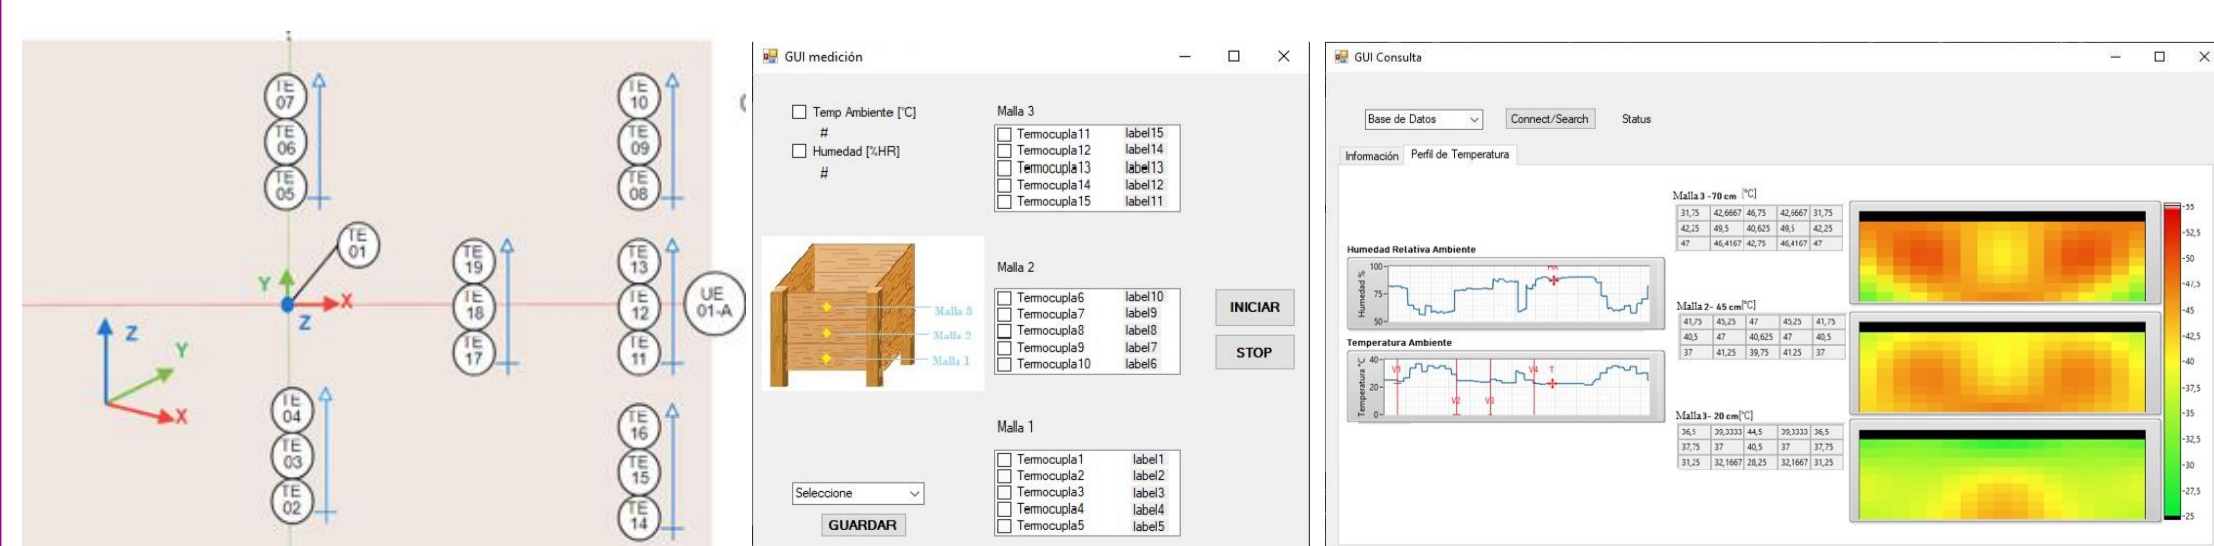 TE
07
TE
06
TE
05
TE
10
TE
09
TE
08
TE
01
Y
X
Z
TE
19
TE
18
TE
17
TE
13
TE
12
TE
11
UE
01-A
Z
Y
X
TE
04
TE
03
TE
02
TE
16
TE
15
TE
14
GUI medición
Temp Ambiente [°C]
#
Humedad [%HR]
#
Malla 3
Termocupla11 label15
Termocupla12 label14
Termocupla13 label13
Termocupla14 label12
Termocupla15 label11
Malla 3
Malla 2
Malla 1
Malla 2
Termocupla6 label10
Termocupla7 label9
Termocupla8 label8
Termocupla9 label7
Termocupla10 label6
INICIAR
STOP
Malla 1
Termocupla1 label1
Termocupla2 label2
Termocupla3 label3
Termocupla4 label4
Termocupla5 label5
Seleccione
GUARDAR
GUI Consulta
Base de Datos Connect/Search Status
Información Perfil de Temperatura
Humedad Relativa Ambiente
Humedad %
100
75
50
HR
Temperatura Ambiente
Temperatura °C
40
20
0
V1 V2 V3 V4 T
Malla 3 -70 cm [°C]
31,75 42,6667 46,75 42,6667 31,75
42,25 49,5 40,625 49,5 42,25
47 46,4167 42,75 46,4167 47
Malla 2- 45 cm[°C]
41,75 45,25 47 45,25 41,75
40,5 47 40,625 47 40,5
37 41,25 39,75 41,25 37
Malla 3- 20 cm[°C]
36,5 39,3333 44,5 39,3333 36,5
37,75 37 40,5 37 37,75
31,25 32,1667 28,25 32,1667 31,25
-55
-52,5
-50
-47,5
-45
-42,5
-40
-37,5
-35
-32,5
-30
-27,5
-25